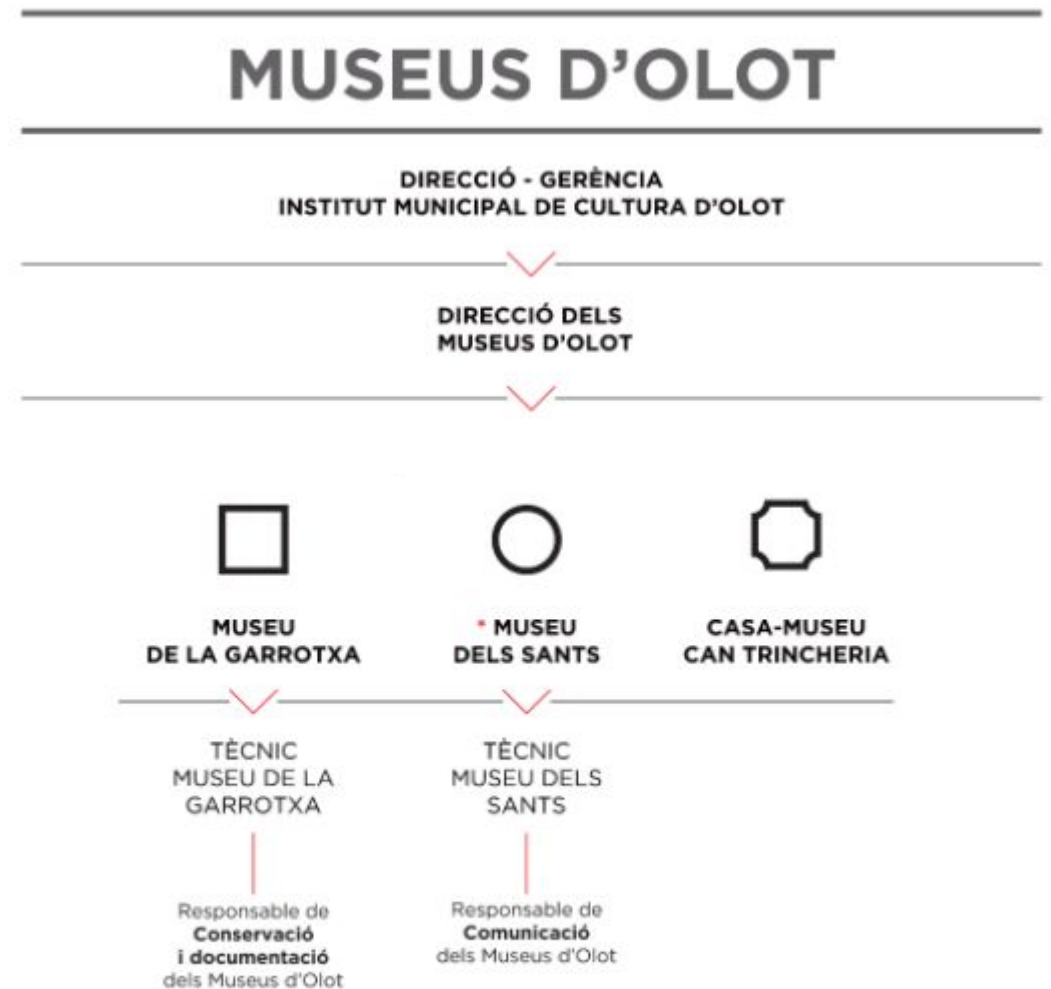 MUSEUS D'OLOT
DIRECCIÓ - GERÈNCIA
INSTITUT MUNICIPAL DE CULTURA D'OLOT
DIRECCIÓ DELS
MUSEUS D'OLOT
MUSEU
DE LA GARROTXA
* MUSEU
DELS SANTS
CASA-MUSEU
CAN TRINCHERIA
TÈCNIC
MUSEU DE LA
GARROTXA
TÈCNIC
MUSEU DELS
SANTS
Responsable de
Conservació
i documentació
dels Museus d'Olot
Responsable de
Comunicació
dels Museus d'Olot